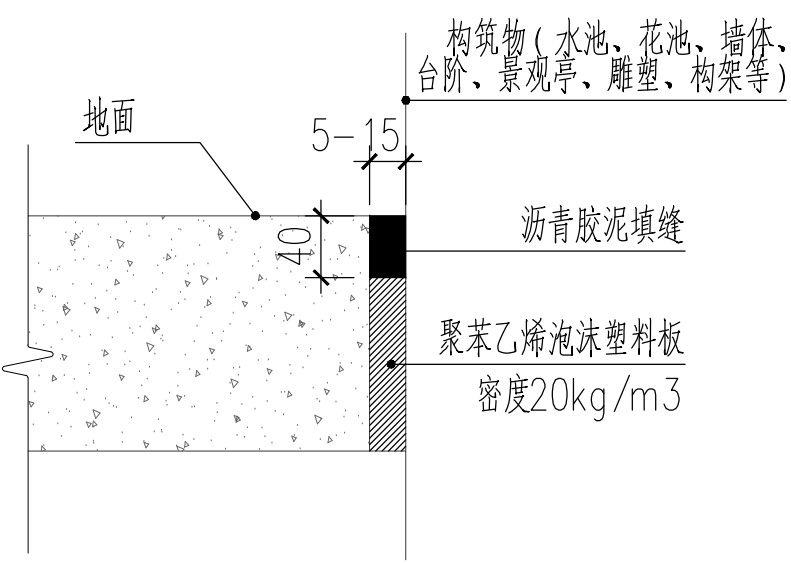 构筑物(水池、花池、墙体、
台阶、景观亭、雕塑、构架等)
地面
5-15
40
沥青胶泥填缝
聚苯乙烯泡沫塑料板
密度20kg/m3